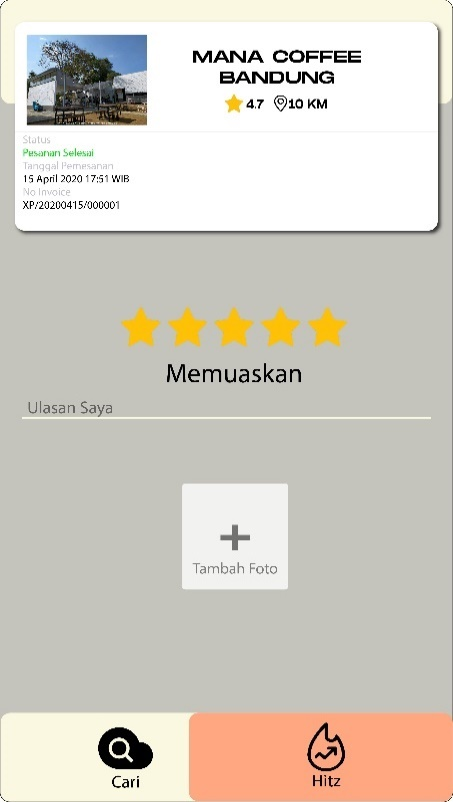 MANA COFFEE
BANDUNG
4.7 10 KM
Status
Pesanan Selesai
Tanggal Pemesanan
15 April 2020 17:51 WIB
No Invoice
XP/20200415/000001
Memuaskan
Ulasan Saya
Tambah Foto
Cari
Hitz